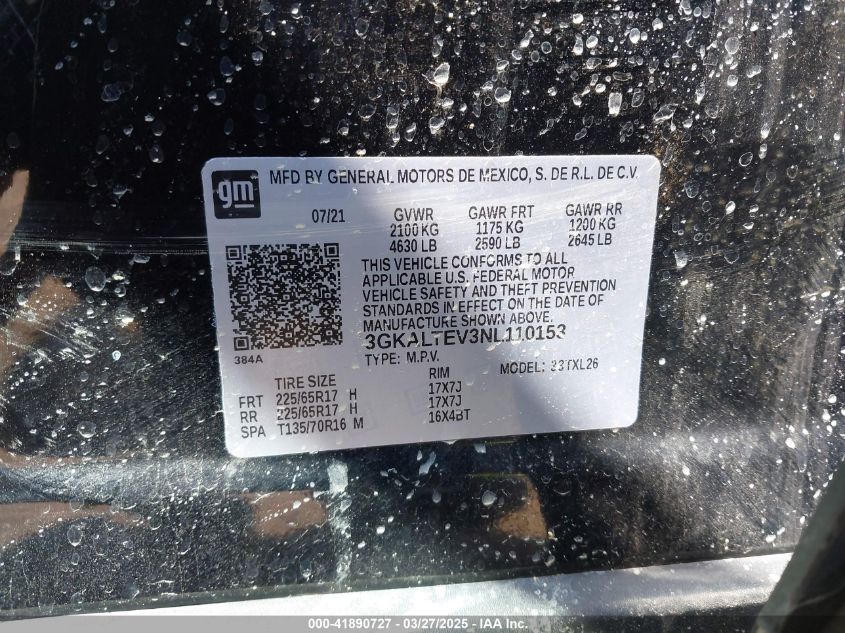 gm
MFD BY GENERAL MOTORS DE MEXICO, S. DE R.L. DE C.V.
07/21 GVWR GAWR FRT GAWR RR
2100 KG 1175 KG 1200 KG
4630 LB 2590 LB 2645 LB
THIS VEHICLE CONFORMS TO ALL
APPLICABLE U.S. FEDERAL MOTOR
VEHICLE SAFETY AND THEFT PREVENTION
STANDARDS IN EFFECT ON THE DATE OF
MANUFACTURE SHOWN ABOVE.
384A
3GKALTEV3NL110153
TYPE: M.P.V. MODEL:
TIRE SIZE RIM
FRT 225/65R17 H 17X7J
RR 225/65R17 H 17X7J
SPA T135/70R16 M 16X4BT
000-41890727 - 03/27/2025 - IAA Inc.